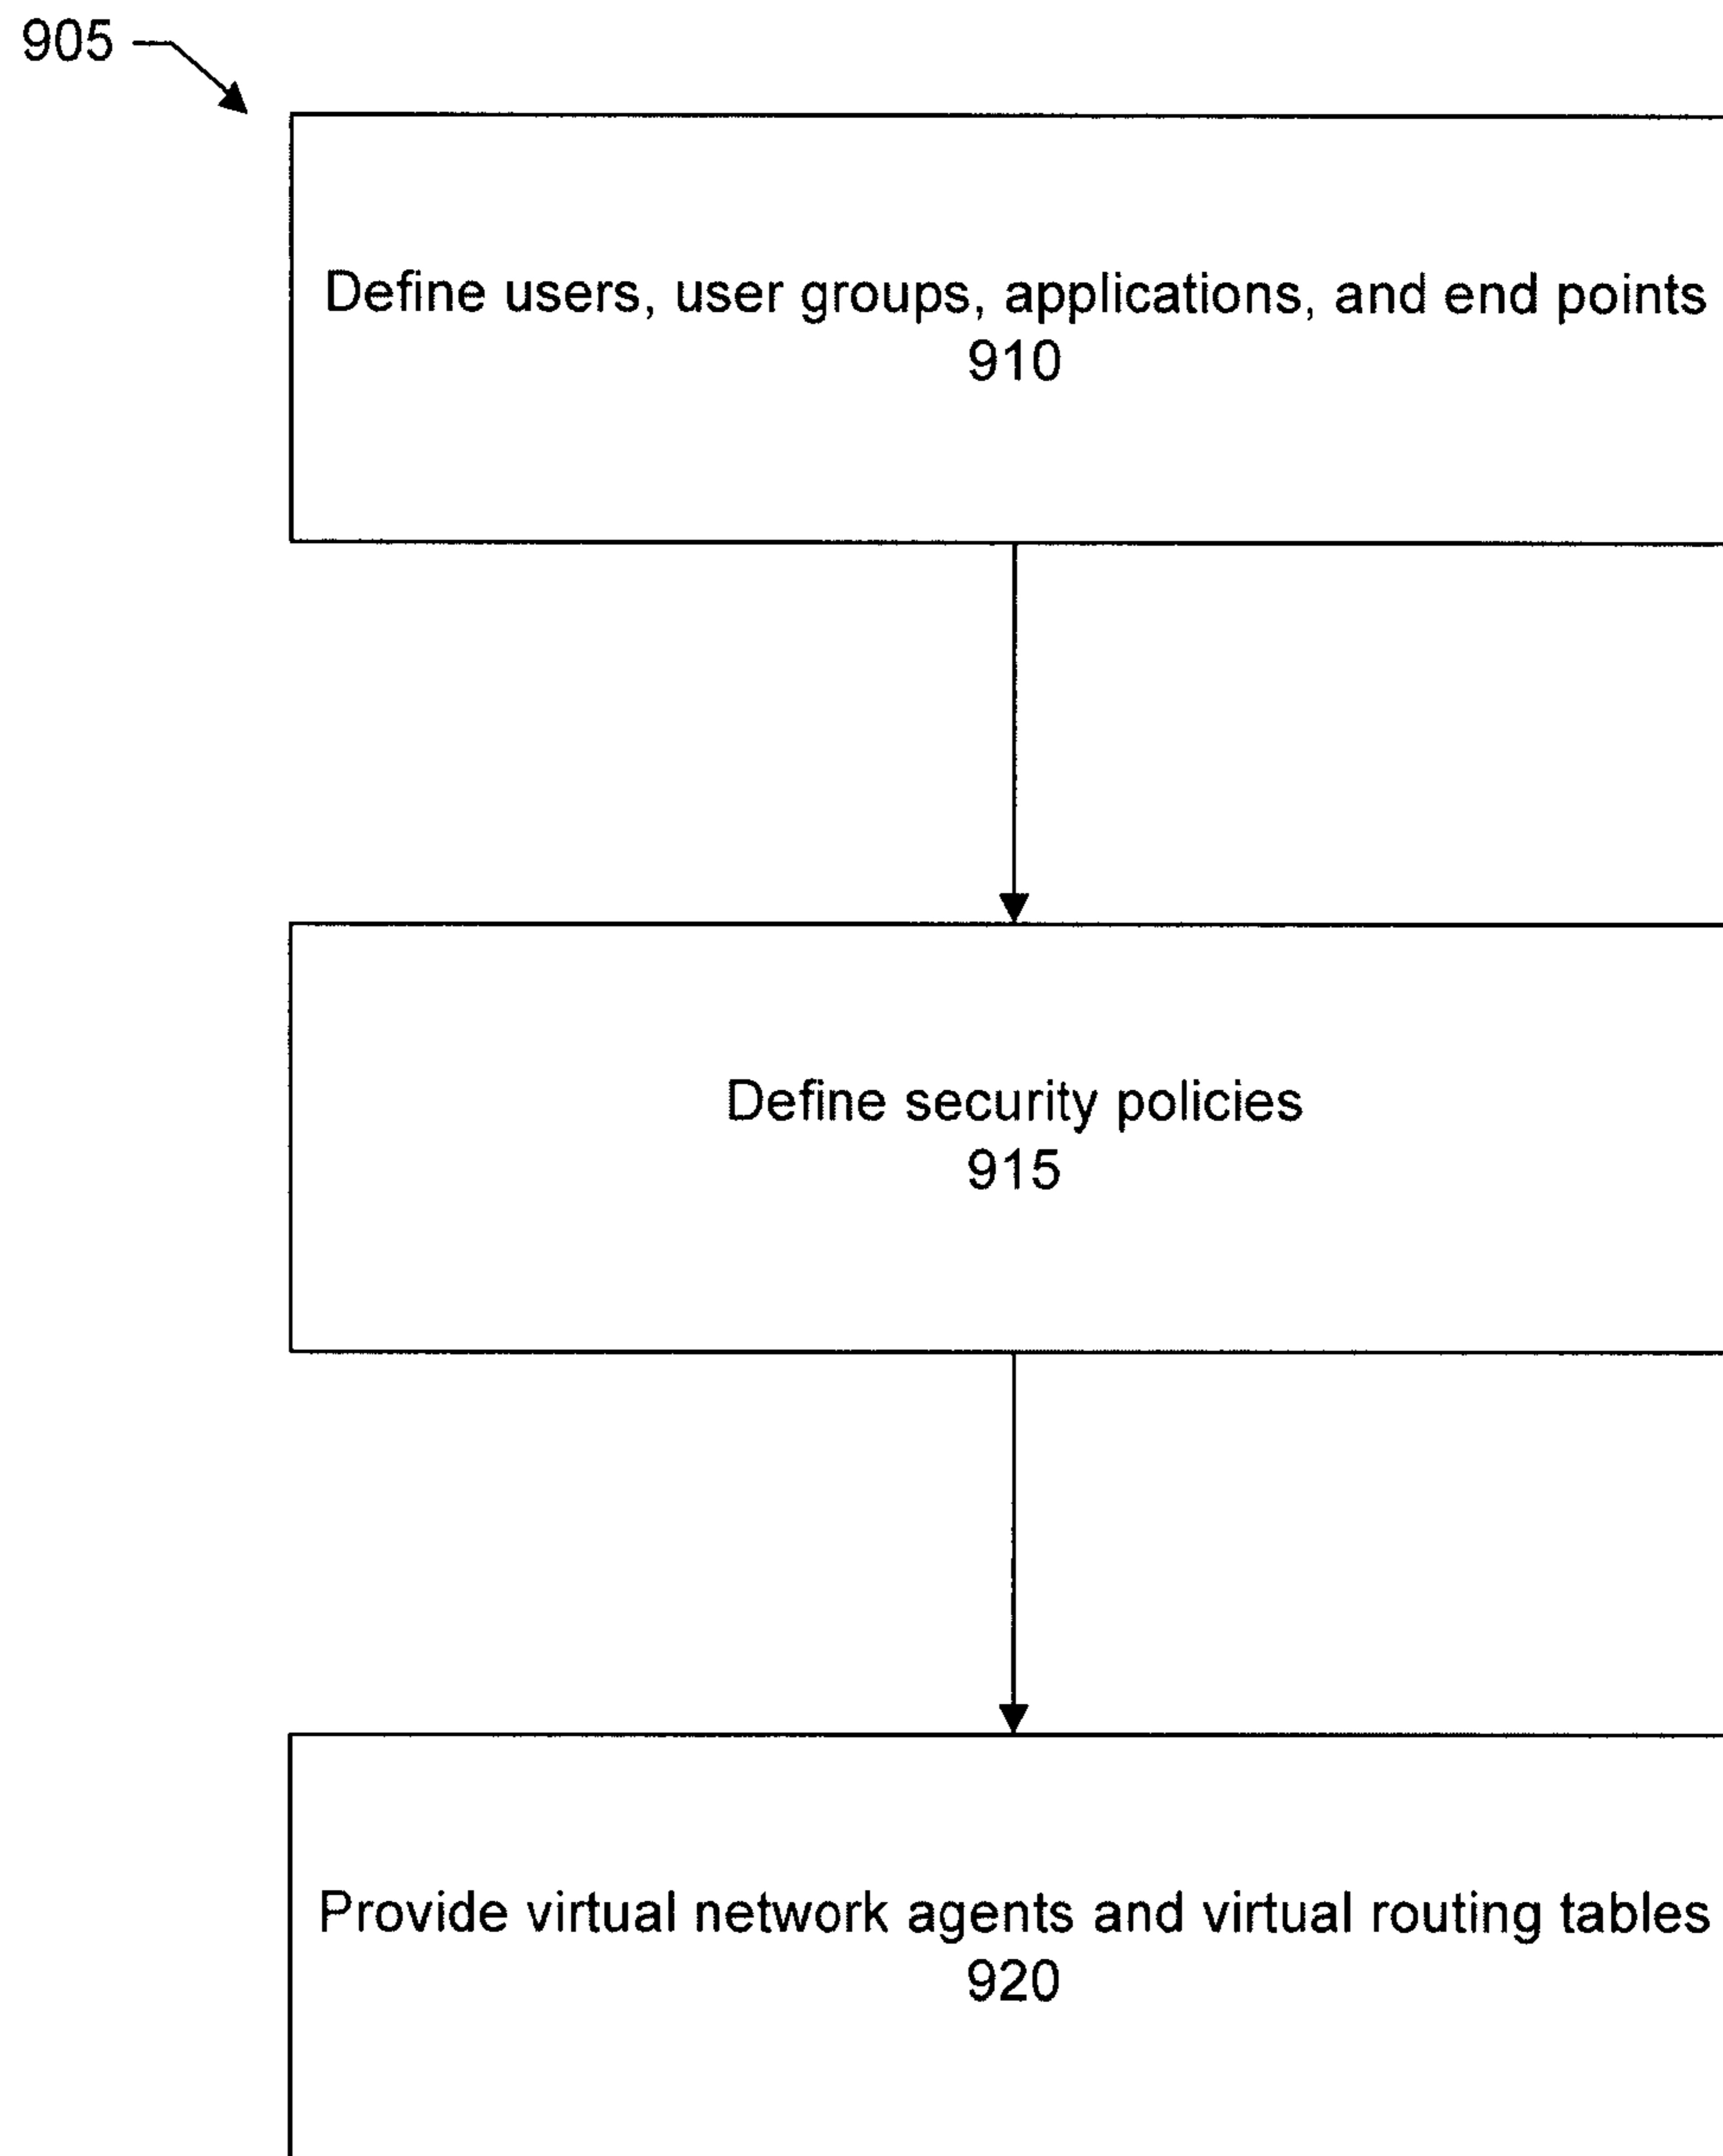 905
Define users, user groups, applications, and end points
910
Define security policies
915
Provide virtual network agents and virtual routing tables
920